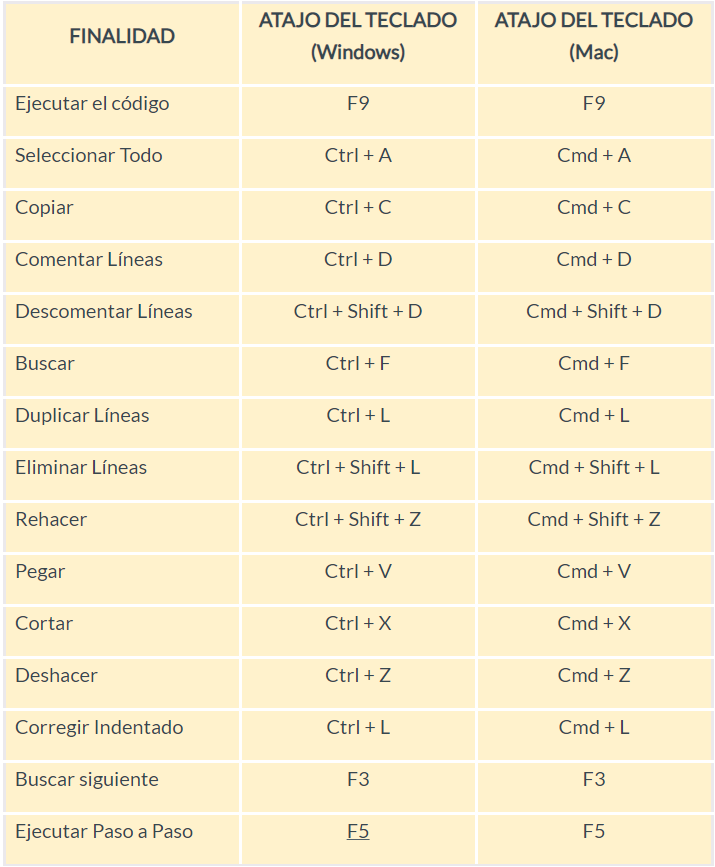 FINALIDAD ATAJO DEL TECLADO (Windows) ATAJO DEL TECLADO (Mac)
Ejecutar el código F9 F9
Seleccionar Todo Ctrl + A Cmd + A
Copiar Ctrl + C Cmd + C
Comentar Líneas Ctrl + D Cmd + D
Descomentar Líneas Ctrl + Shift + D Cmd + Shift + D
Buscar Ctrl + F Cmd + F
Duplicar Líneas Ctrl + L Cmd + L
Eliminar Líneas Ctrl + Shift + L Cmd + Shift + L
Rehacer Ctrl + Shift + Z Cmd + Shift + Z
Pegar Ctrl + V Cmd + V
Cortar Ctrl + X Cmd + X
Deshacer Ctrl + Z Cmd + Z
Corregir Indentado Ctrl + L Cmd + L
Buscar siguiente F3 F3
Ejecutar Paso a Paso F5 F5